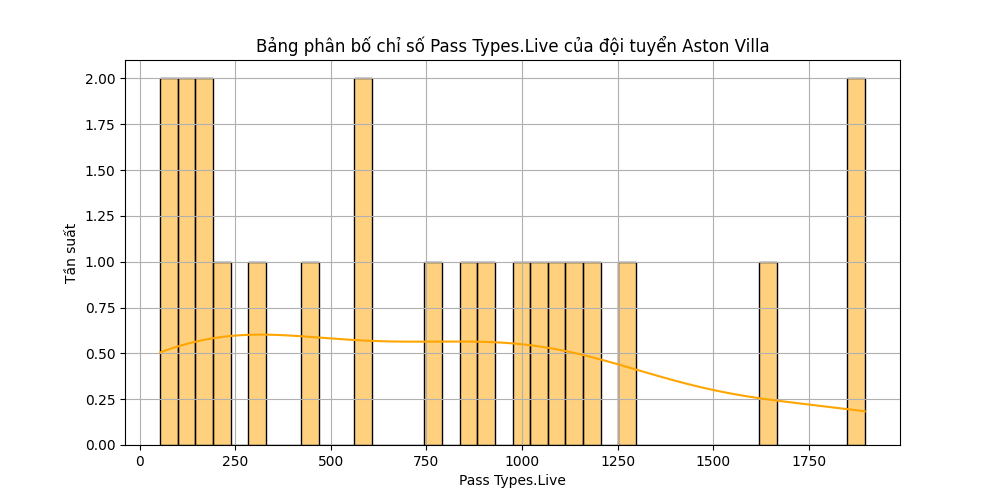 Bảng phân bố chỉ số Pass Types.Live của đội tuyển Aston Villa
2.00
1.75
1.50
1.25
1.00
0.75
0.50
0.25
0.00
Tần suất
0 250 500 750 1000 1250 1500 1750
Pass Types.Live